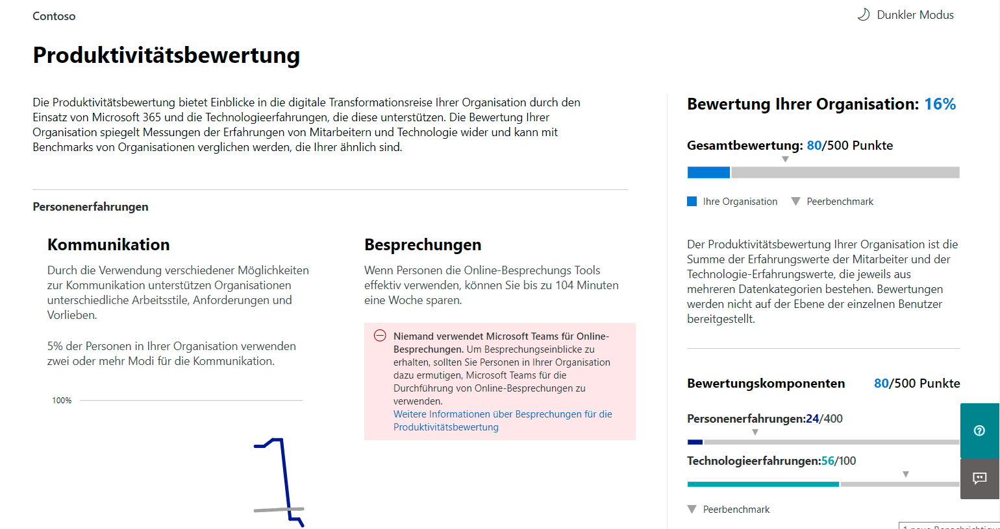 Contoso
Dunkler Modus
Produktivitätsbewertung
Die Produktivitätsbewertung bietet Einblicke in die digitale Transformationsreise Ihrer Organisation durch den
Einsatz von Microsoft 365 und die Technologieerfahrungen, die diese unterstützen. Die Bewertung Ihrer
Organisation spiegelt Messungen der Erfahrungen von Mitarbeitern und Technologie wider und kann mit
Benchmarks von Organisationen verglichen werden, die Ihrer ähnlich sind.
Personenerfahrungen
Kommunikation
Durch die Verwendung verschiedener Möglichkeiten
zur Kommunikation unterstützen Organisationen
unterschiedliche Arbeitsstile, Anforderungen und
Vorlieben.
5% der Personen in Ihrer Organisation verwenden
zwei oder mehr Modi für die Kommunikation.
100%
Besprechungen
Wenn Personen die Online-Besprechungs Tools
effektiv verwenden, können Sie bis zu 104 Minuten
eine Woche sparen.
Niemand verwendet Microsoft Teams für Online-
Besprechungen. Um Besprechungseinblicke zu
erhalten, sollten Sie Personen in Ihrer Organisation
dazu ermutigen, Microsoft Teams für die
Durchführung von Online-Besprechungen zu
verwenden.
Weitere Informationen über Besprechungen für die
Produktivitätsbewertung
Bewertung Ihrer Organisation: 16%
Gesamtbewertung: 80/500 Punkte
Ihre Organisation
Peerbenchmark
Der Produktivitätsbewertung Ihrer Organisation ist die
Summe der Erfahrungswerte der Mitarbeiter und der
Technologie-Erfahrungswerte, die jeweils aus
mehreren Datenkategorien bestehen. Bewertungen
werden nicht auf der Ebene der einzelnen Benutzer
bereitgestellt.
Bewertungskomponenten 80/500 Punkte
Personenerfahrungen:24/400
Technologieerfahrungen:56/100
Peerbenchmark